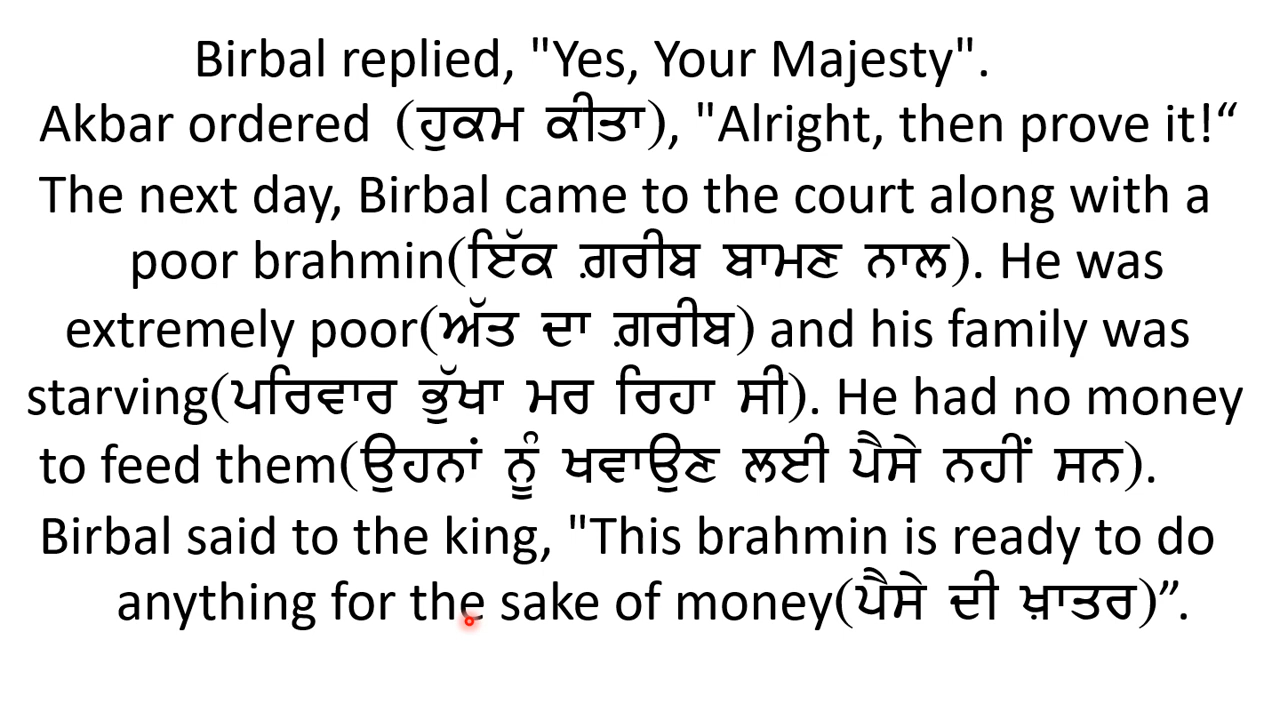 Birbal replied, "Yes, Your Majesty".
Akbar ordered (ਹੁਕਮ ਕੀਤਾ), "Alright, then prove it!“
The next day, Birbal came to the court along with a
poor brahmin(ਇੱਕ ਗ਼ਰੀਬ ਬਾਮਣ ਨਾਲ). He was
extremely poor(ਅੱਤ ਦਾ ਗ਼ਰੀਬ) and his family was
starving(ਪਰਿਵਾਰ ਭੁੱਖਾ ਮਰ ਰਿਹਾ ਸੀ). He had no money
to feed them(ਉਹਨਾਂ ਨੂੰ ਖਵਾਉਣ ਲਈ ਪੈਸੇ ਨਹੀਂ ਸਨ).
Birbal said to the king, "This brahmin is ready to do
anything for the sake of money(ਪੈਸੇ ਦੀ ਖ਼ਾਤਰ)”.